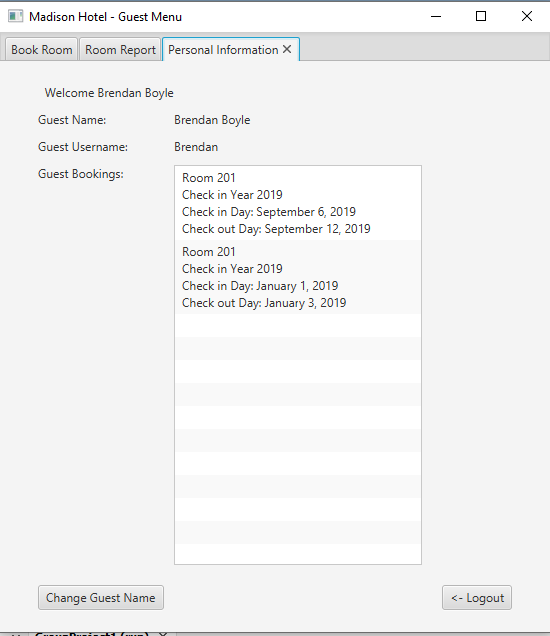 Madison Hotel - Guest Menu
Book Room
Room Report
Personal Information
Welcome Brendan Boyle
Guest Name: Brendan Boyle
Guest Username: Brendan
Guest Bookings:
Room 201
Check in Year 2019
Check in Day: September 6, 2019
Check out Day: September 12, 2019
Room 201
Check in Year 2019
Check in Day: January 1, 2019
Check out Day: January 3, 2019
Change Guest Name
<- Logout
GroupProject1 (run)